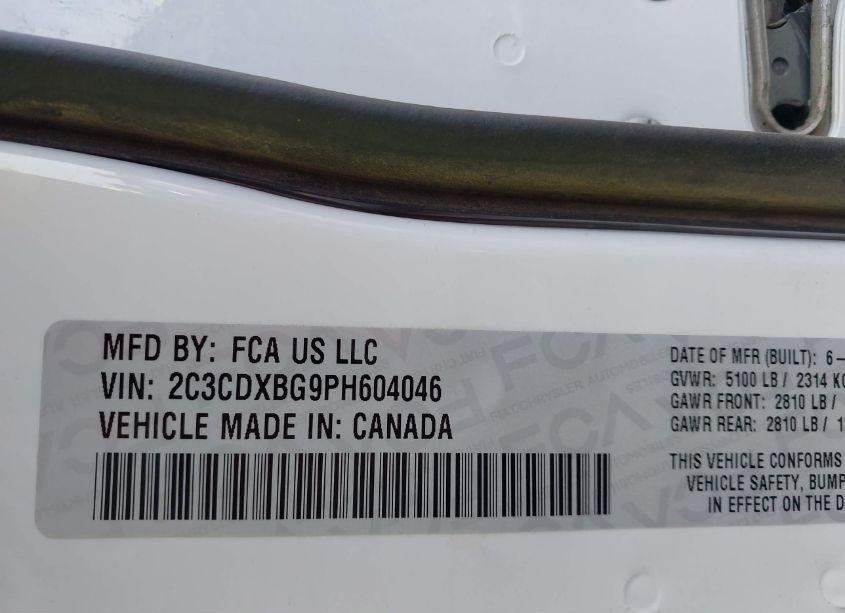 MFD BY: FCA US LLC
VIN: 2C3CDXBG9PH604046
VEHICLE MADE IN: CANADA
DATE OF MFR (BUILT): 6-
GVWR: 5100 LB / 2314 KG
GAWR FRONT: 2810 LB /
GAWR REAR: 2810 LB / 1
THIS VEHICLE CONFORMS
VEHICLE SAFETY, BUMP
IN EFFECT ON THE D